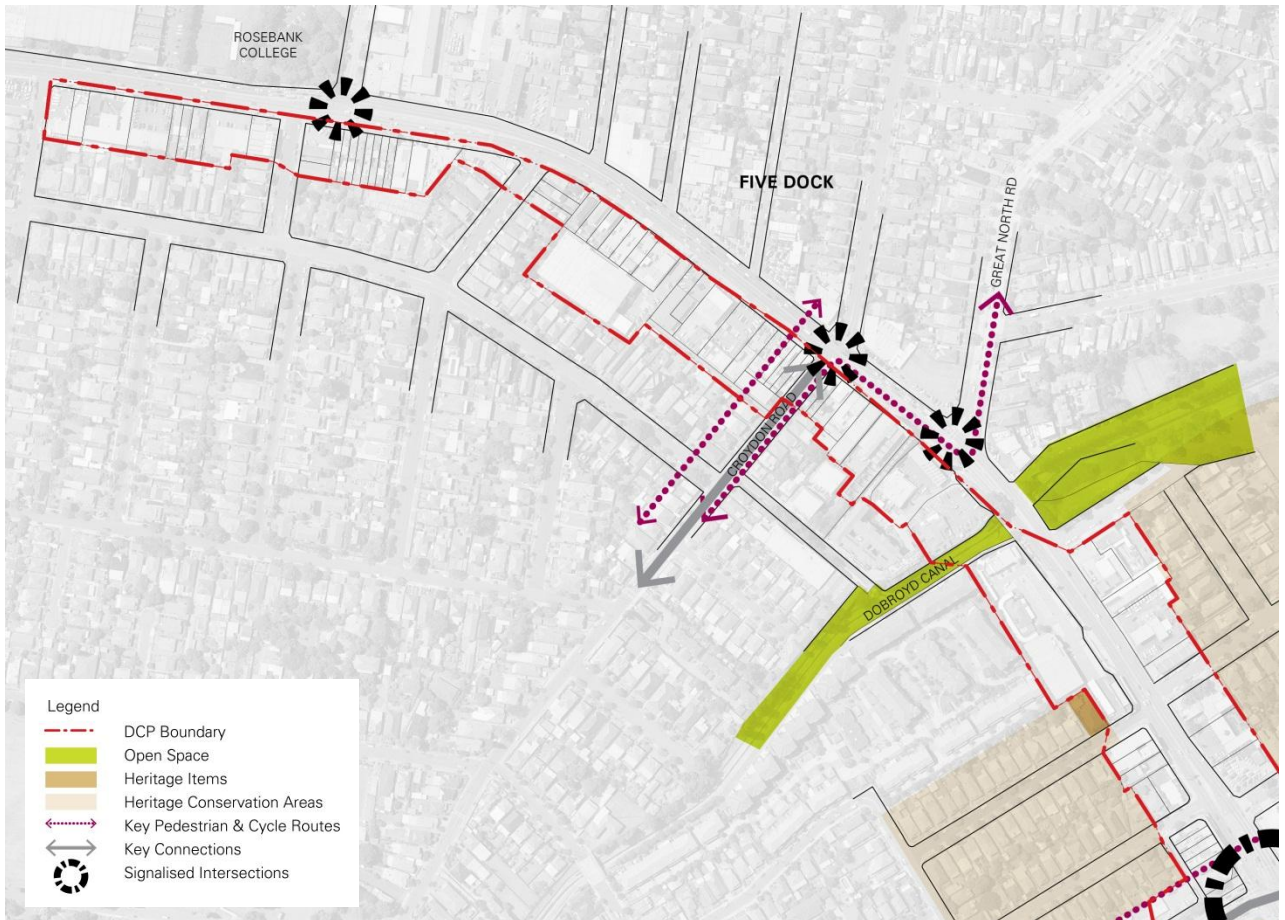 ROSEBANK
COLLEGE
FIVE DOCK
GREAT NORTH RD
CROYDON ROAD
DOBROYD CANAL
Legend
DCP Boundary
Open Space
Heritage Items
Heritage Conservation Areas
Key Pedestrian & Cycle Routes
Key Connections
Signalised Intersections